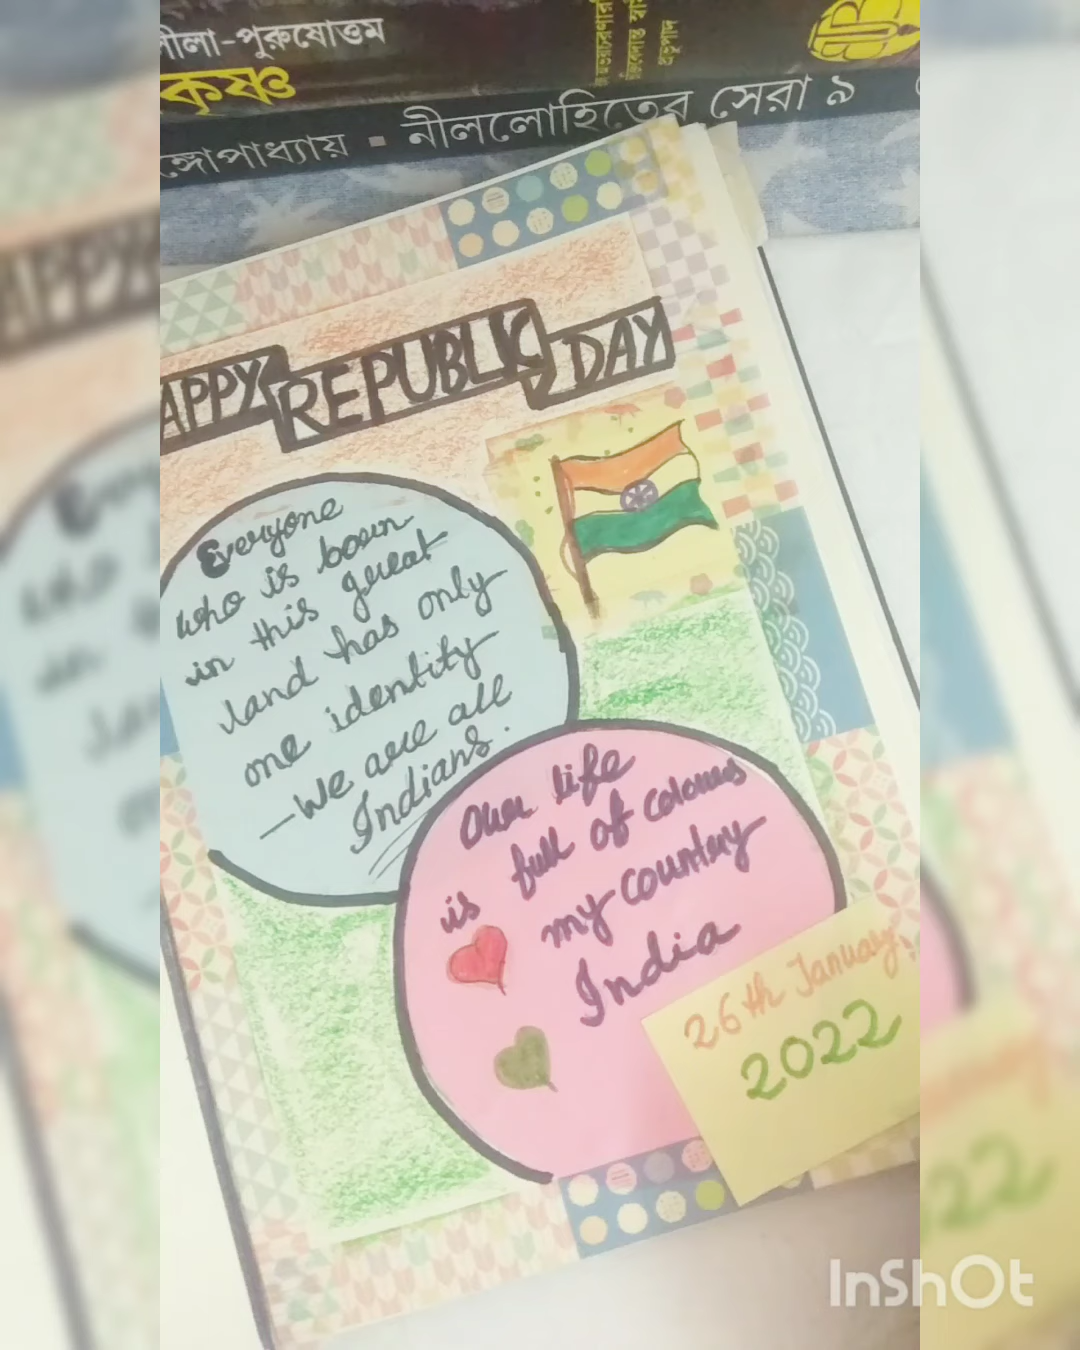 লীলা-পুরুষোত্তম
কৃষ্ণ
ঙ্গোপাধ্যায় ▪ নীললোহিতের সেরা ৯
APPY REPUBLIC DAY
Everyone
who is born
in this great
land has only
one identity
—We are all
Indians.
Our life
is full of colours
my country
India
26th January,
2022
InShOt